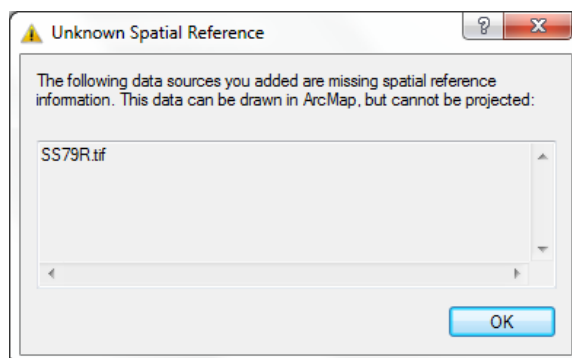 Unknown Spatial Reference
?
The following data sources you added are missing spatial reference
information. This data can be drawn in ArcMap, but cannot be projected:
SS79R.tif
OK